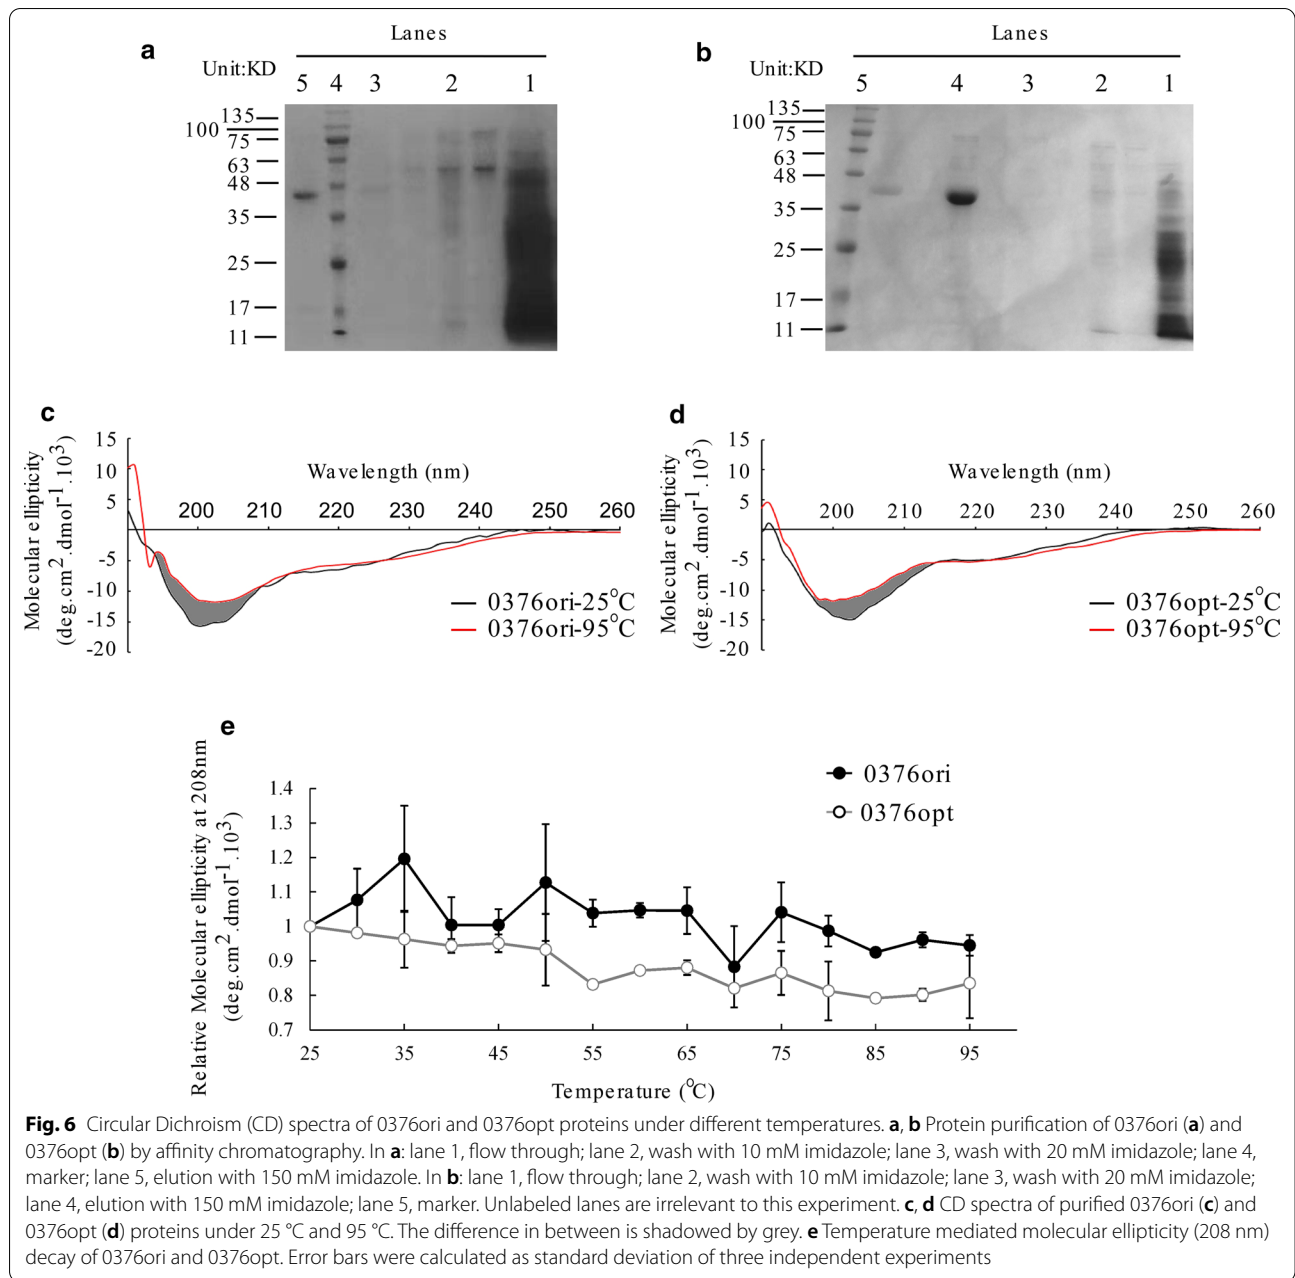 a
Lanes
Unit:KD
5 4 3 2 1
135
100
75
63
48
35
25
17
11
b
Lanes
Unit:KD
5 4 3 2 1
135
100
75
63
48
35
25
17
11
c
Molecular ellipticity
(deg.cm2.dmol-1.103)
15
10
5
-5
-10
-15
-20
Wavelength (nm)
200 210 220 230 240 250 260
0376ori-25°C
0376ori-95°C
d
Molecular ellipticity
(deg.cm2.dmol-1.103)
15
10
5
0
-5
-10
-15
-20
Wavelength (nm)
200 210 220 230 240 250 260
0376opt-25°C
0376opt-95°C
e
Relative Molecular ellipticity at 208nm
(deg.cm2.dmol-1.103)
1.4
1.3
1.2
1.1
1
0.9
0.8
0.7
25 35 45 55 65 75 85 95
Temperature (°C)
0376ori
0376opt
Fig. 6 Circular Dichroism (CD) spectra of 0376ori and 0376opt proteins under different temperatures. a, b Protein purification of 0376ori (a) and
0376opt (b) by affinity chromatography. In a: lane 1, flow through; lane 2, wash with 10 mM imidazole; lane 3, wash with 20 mM imidazole; lane 4,
marker; lane 5, elution with 150 mM imidazole. In b: lane 1, flow through; lane 2, wash with 10 mM imidazole; lane 3, wash with 20 mM imidazole;
lane 4, elution with 150 mM imidazole; lane 5, marker. Unlabeled lanes are irrelevant to this experiment. c, d CD spectra of purified 0376ori (c) and
0376opt (d) proteins under 25 °C and 95 °C. The difference in between is shadowed by grey. e Temperature mediated molecular ellipticity (208 nm)
decay of 0376ori and 0376opt. Error bars were calculated as standard deviation of three independent experiments